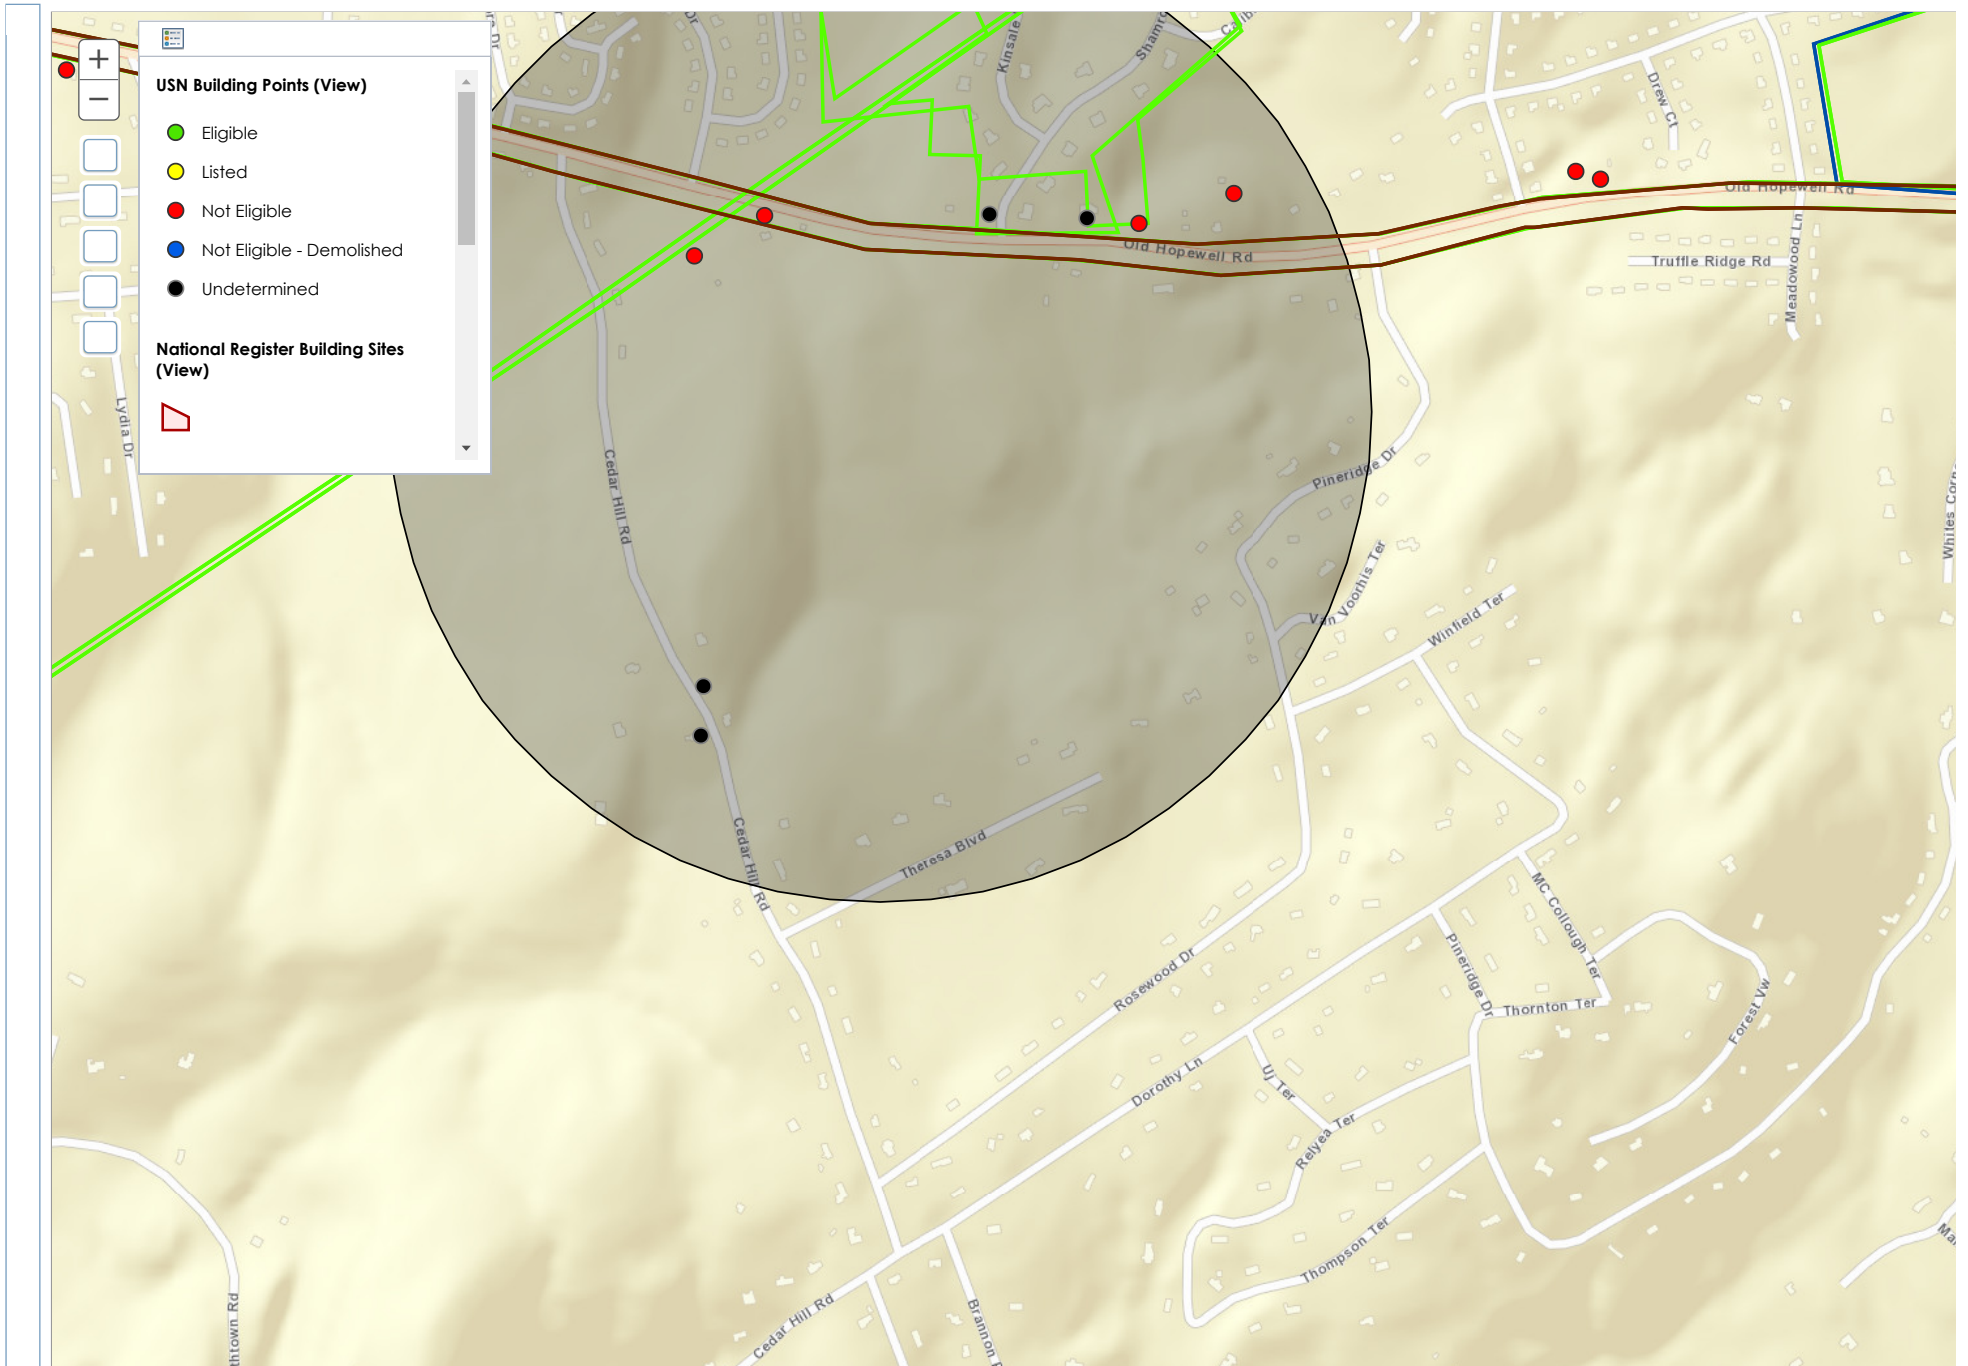 USN Building Points (View)
Eligible
Listed
Not Eligible
Not Eligible - Demolished
Undetermined
National Register Building Sites
(View)
+
−
Dr
Dr
Kinsale
Drew Ct
Old Hopewell Rd
Old Hopewell Rd
Truffle Ridge Rd
Meadowood Ln
Lydia Dr
Cedar Hill Rd
Pineridge Dr
Van Voorhis Ter
Winfield Ter
Cedar Hill Rd
Theresa Blvd
Rosewood Dr
MC Collough Ter
Pineridge Dr
Thornton Ter
Forest Vw
Dorothy Ln
Uj Ter
Relyea Ter
Thompson Ter
Cedar Hill Rd